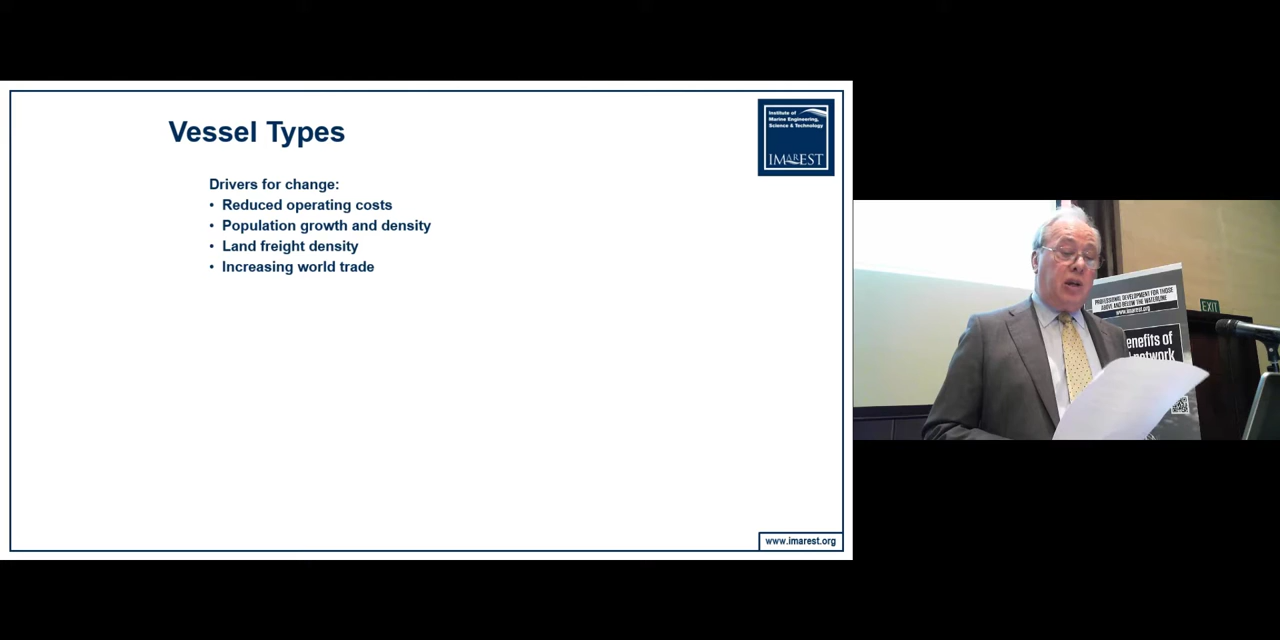 Vessel Types
Institute of
Marine Engineering,
Science & Technology
IMAREST
Drivers for change:
• Reduced operating costs
• Population growth and density
• Land freight density
• Increasing world trade
www.imarest.org
PROFESSIONAL DEVELOPMENT FOR THOSE
ABOVE AND BELOW THE WATERLINE
www.imarest.org
EXIT
enefits of
network